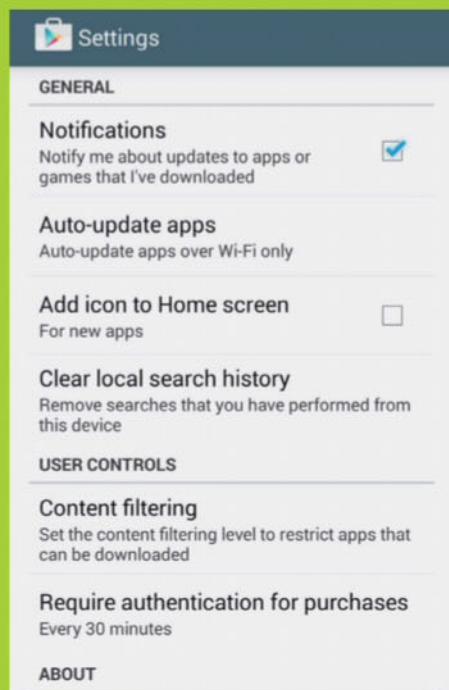 Settings
GENERAL
Notifications
Notify me about updates to apps or
games that I've downloaded
Auto-update apps
Auto-update apps over Wi-Fi only
Add icon to Home screen
For new apps
Clear local search history
Remove searches that you have performed from
this device
USER CONTROLS
Content filtering
Set the content filtering level to restrict apps that
can be downloaded
Require authentication for purchases
Every 30 minutes
ABOUT